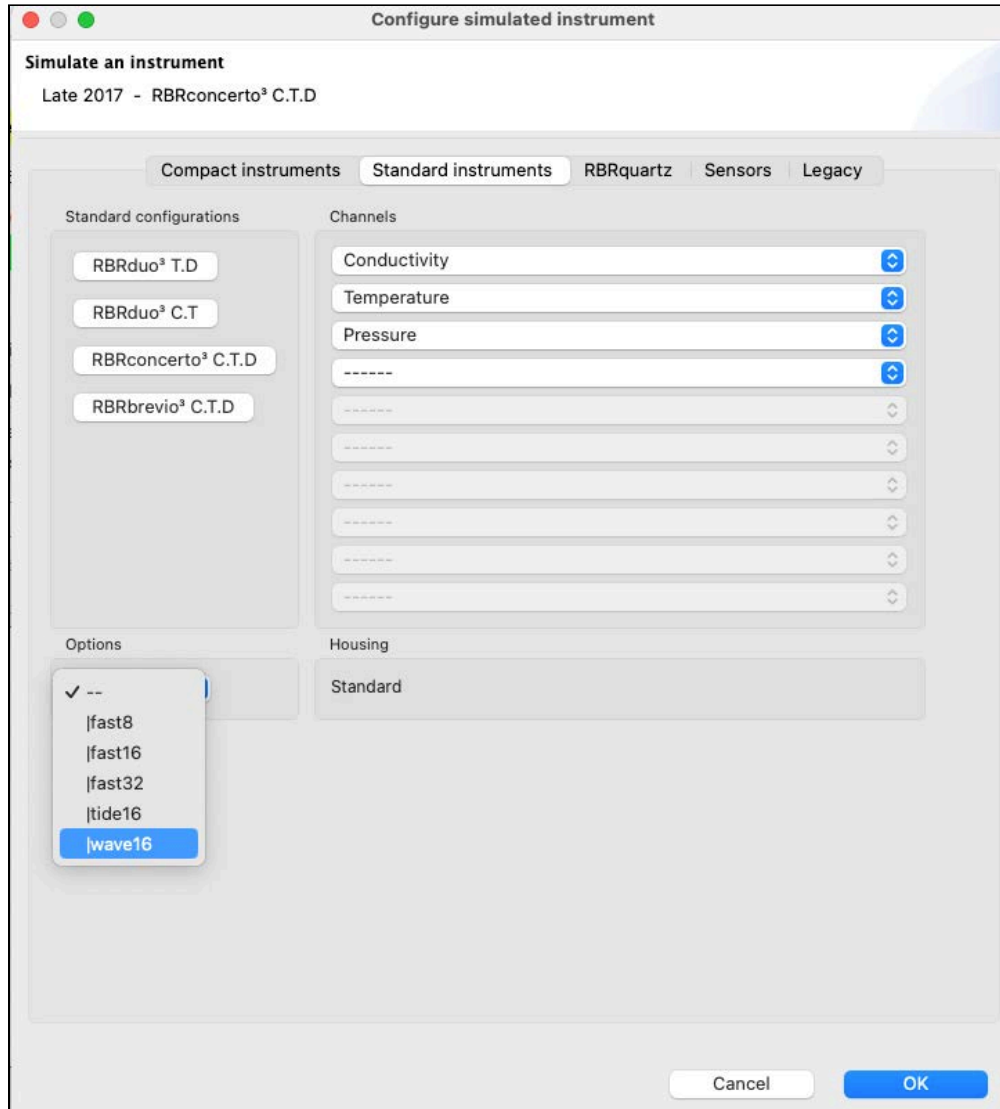 Configure simulated instrument
Simulate an instrument
Late 2017 - RBRconcerto³ C.T.D
Compact instruments Standard instruments RBRquartz Sensors Legacy
Standard configurations
RBRduo³ T.D
RBRduo³ C.T
RBRconcerto³ C.T.D
RBRbrevio³ C.T.D
Channels
Conductivity
Temperature
Pressure
------
------
------
------
------
------
------
Options
✓ --
|fast8
|fast16
|fast32
|tide16
|wave16
Housing
Standard
Cancel OK